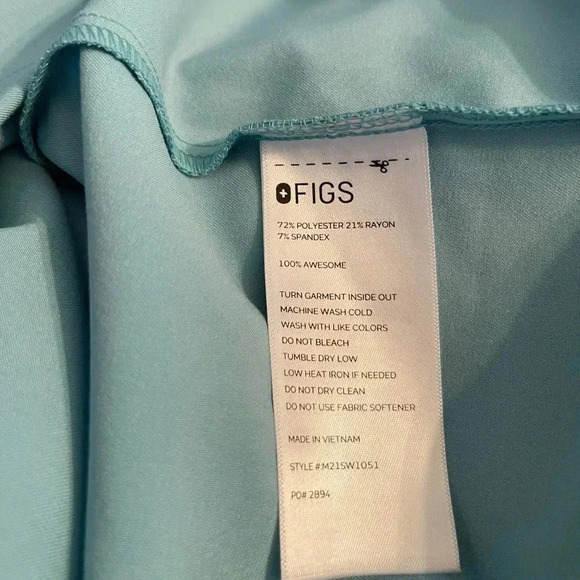 FIGS
72% POLYESTER 21% RAYON
7% SPANDEX
100% AWESOME
TURN GARMENT INSIDE OUT
MACHINE WASH COLD
WASH WITH LIKE COLORS
DO NOT BLEACH
TUMBLE DRY LOW
LOW HEAT IRON IF NEEDED
DO NOT DRY CLEAN
DO NOT USE FABRIC SOFTENER
MADE IN VIETNAM
STYLE #:M21SW1051
PO# 2894